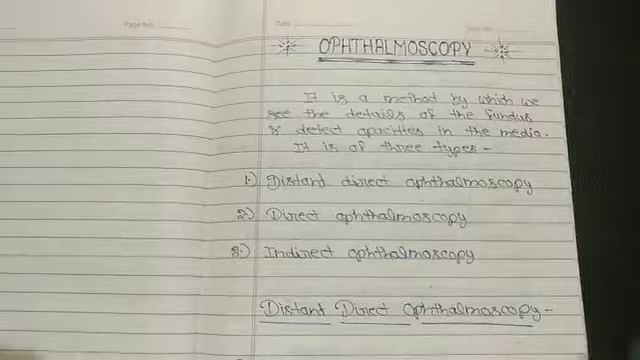 OPHTHALMOSCOPY
It is a method by which we
see the details of the fundus
& detect opacities in the media.
It is of three types -
1.) Distant direct ophthalmoscopy
2.) Direct ophthalmoscopy
3.) Indirect ophthalmoscopy
Distant Direct Ophthalmoscopy -